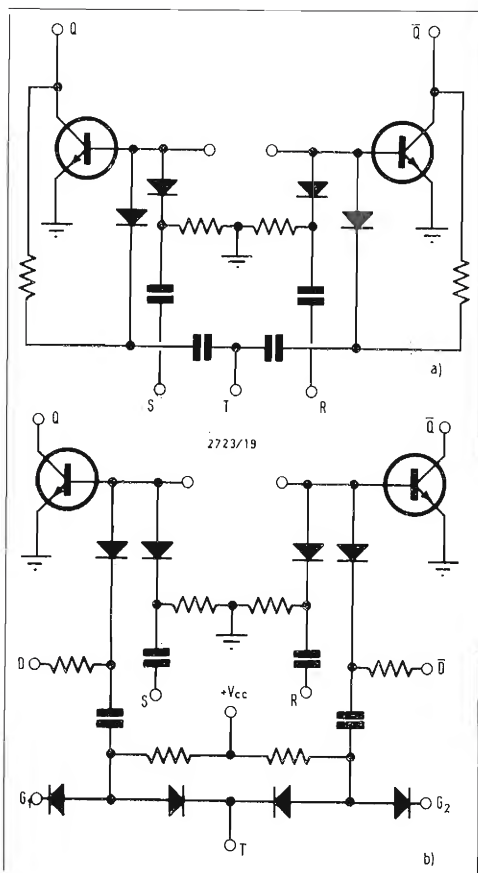 Q
Q̅
S
T
R
a)
2723/19
Q
Q̅
D
D̅
S
+Vcc
R
G₁
G₂
T
b)